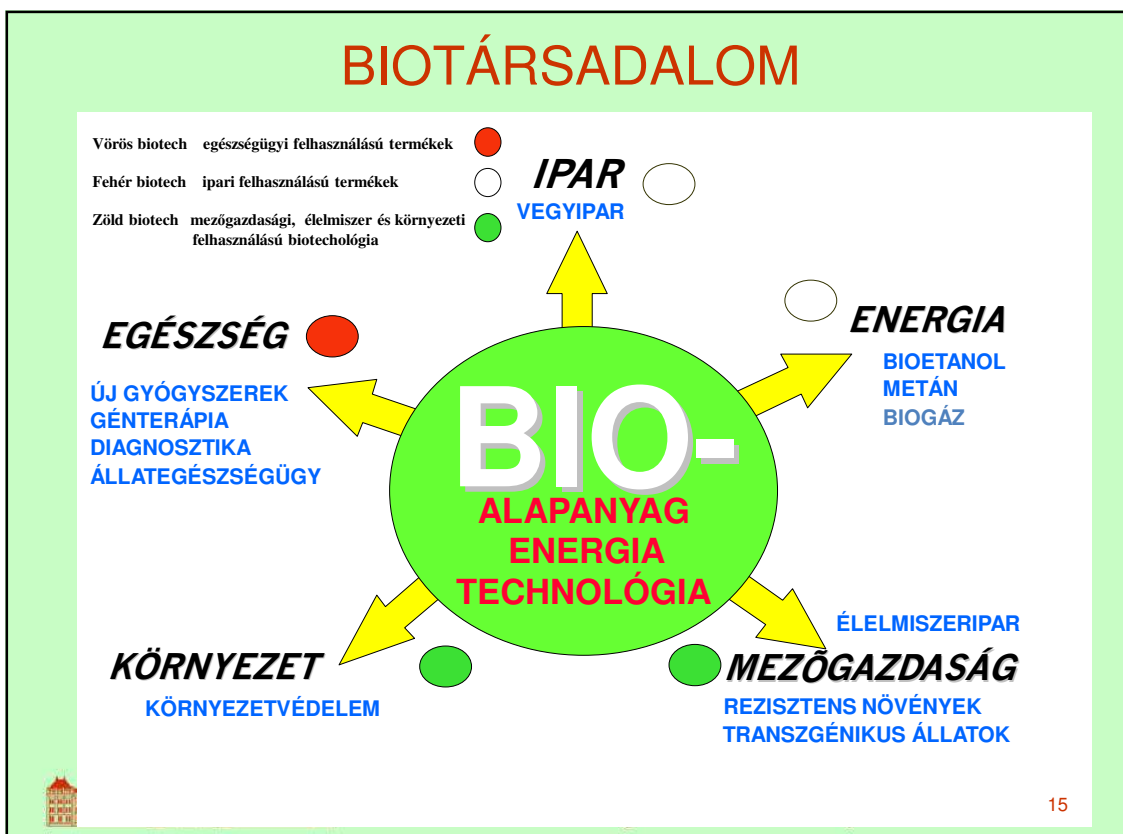 BIOTÁRSADALOM
Vörös biotech egészségügyi felhasználású termékek
Fehér biotech ipari felhasználású termékek
Zöld biotech mezőgazdasági, élelmiszer és környezeti
felhasználású biotechológia
IPAR
VEGYIPAR
EGÉSZSÉG
ÚJ GYÓGYSZEREK
GÉNTERÁPIA
DIAGNOSZTIKA
ÁLLATEGÉSZSÉGÜGY
ENERGIA
BIOETANOL
METÁN
BIOGÁZ
BIO-
ALAPANYAG
ENERGIA
TECHNOLÓGIA
KÖRNYEZET
KÖRNYEZETVÉDELEM
ÉLELMISZERIPAR
MEZÕGAZDASÁG
REZISZTENS NÖVÉNYEK
TRANSZGÉNIKUS ÁLLATOK
15